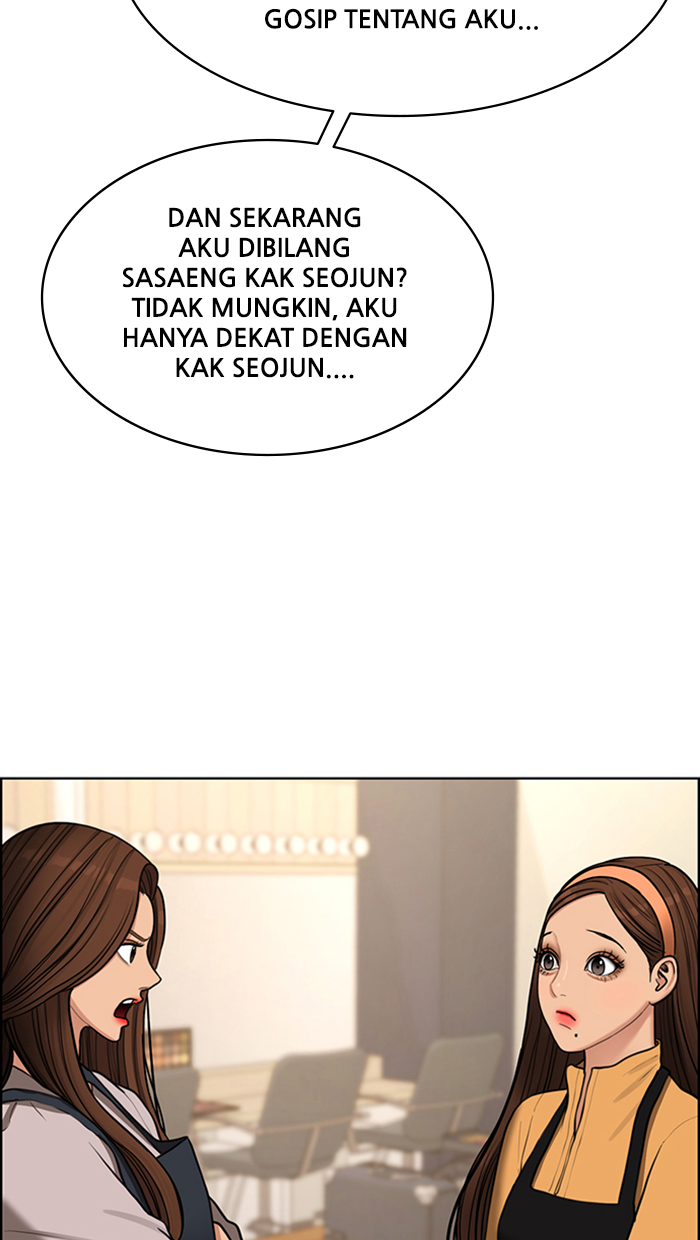 GOSIP TENTANG AKU...
DAN SEKARANG
AKU DIBILANG
SASAENG KAK SEOJUN?
TIDAK MUNGKIN, AKU
HANYA DEKAT DENGAN
KAK SEOJUN....